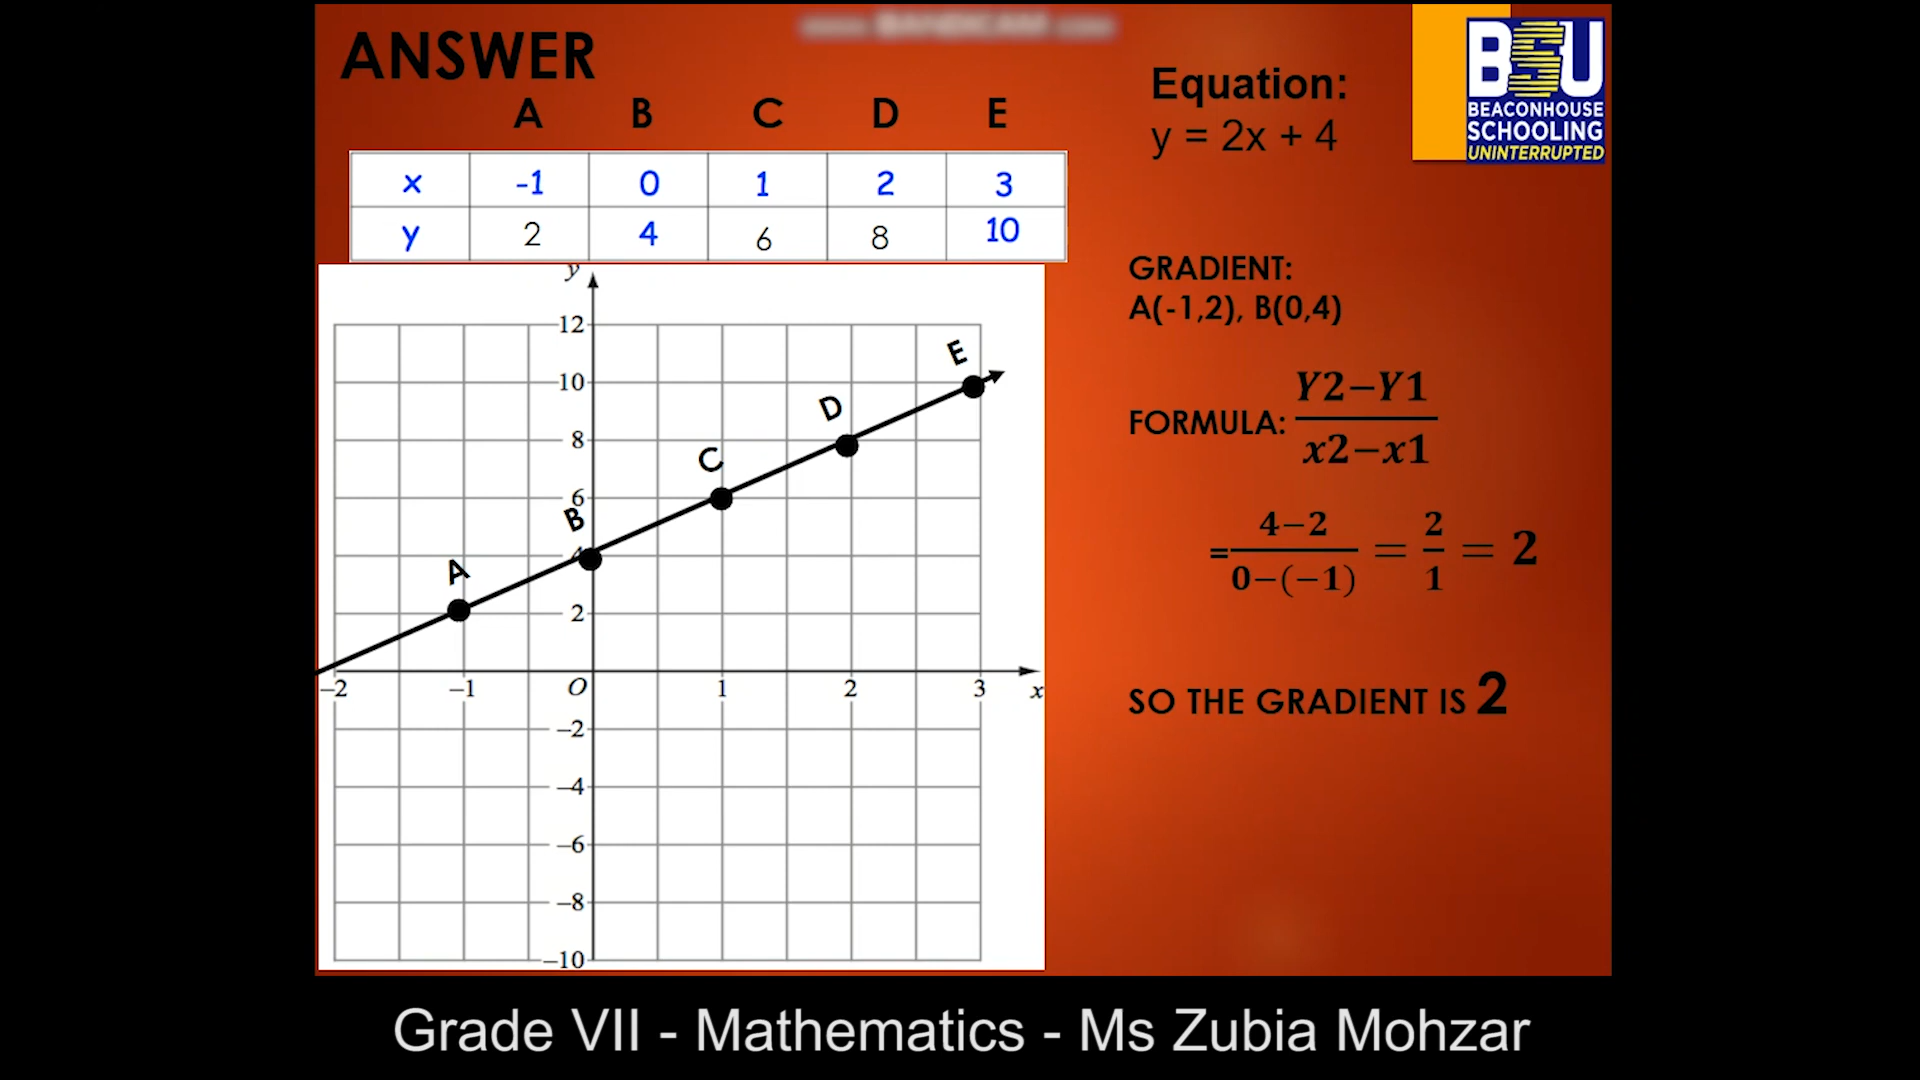 ANSWER
A B C D E
x -1 0 1 2 3
y 2 4 6 8 10
Equation:
y = 2x + 4
BSU
BEACONHOUSE
SCHOOLING
UNINTERRUPTED
GRADIENT:
A(-1,2), B(0,4)
FORMULA: Y2−Y1
x2−x1
= 4−2 = 2 = 2
0−(−1) 1
SO THE GRADIENT IS 2
y
12
10
8
6
4
2
E
D
C
B
A
−2 −1 O 1 2 3 x
−2
−4
−6
−8
−10
Grade VII - Mathematics - Ms Zubia Mohzar